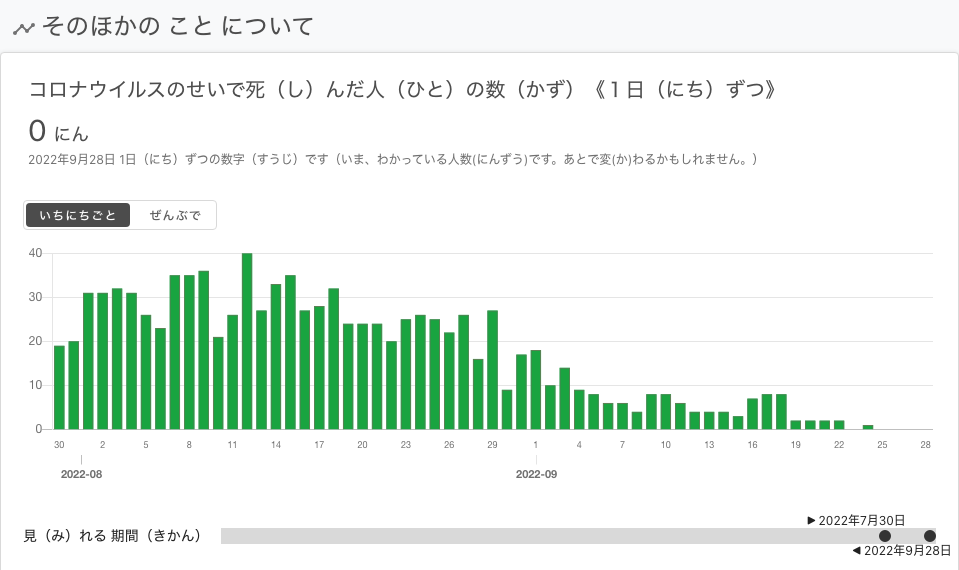 そのほかの こと について
コロナウイルスのせいで死（し）んだ人（ひと）の数（かず）《１日（にち）ずつ》
0 にん
2022年9月28日 1日（にち）ずつの数字（すうじ）です（いま、わかっている人数(にんずう)です。あとで変(か)わるかもしれません。）
いちにちごと ぜんぶで
40
30
20
10
0
30 2 5 8 11 14 17 20 23 26 29 1 4 7 10 13 16 19 22 25 28
2022-08 2022-09
▶ 2022年7月30日
見（み）れる 期間（きかん）
◀ 2022年9月28日